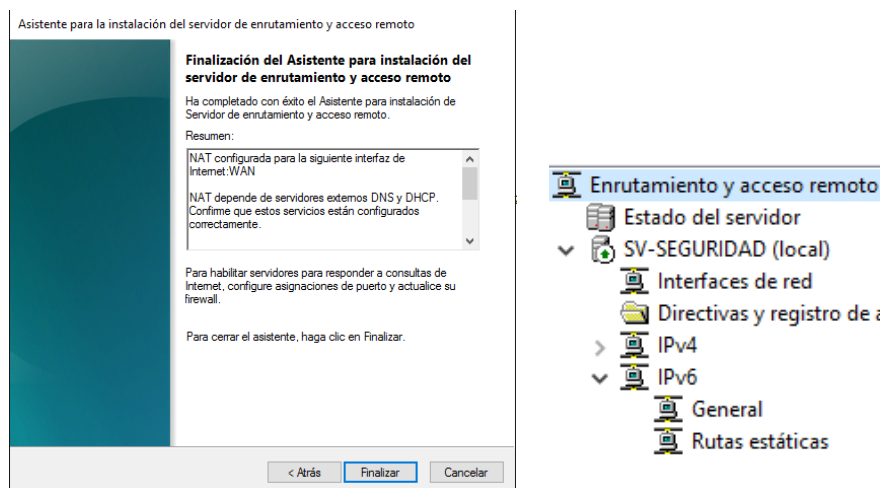 Asistente para la instalación del servidor de enrutamiento y acceso remoto
Finalización del Asistente para instalación del
servidor de enrutamiento y acceso remoto
Ha completado con éxito el Asistente para instalación de
Servidor de enrutamiento y acceso remoto.
Resumen:
NAT configurada para la siguiente interfaz de
Internet:WAN
NAT depende de servidores externos DNS y DHCP.
Confirme que estos servicios están configurados
correctamente.
Para habilitar servidores para responder a consultas de
Internet, configure asignaciones de puerto y actualice su
firewall.
Para cerrar el asistente, haga clic en Finalizar.
< Atrás Finalizar Cancelar
Enrutamiento y acceso remoto
Estado del servidor
SV-SEGURIDAD (local)
Interfaces de red
Directivas y registro de a
IPv4
IPv6
General
Rutas estáticas